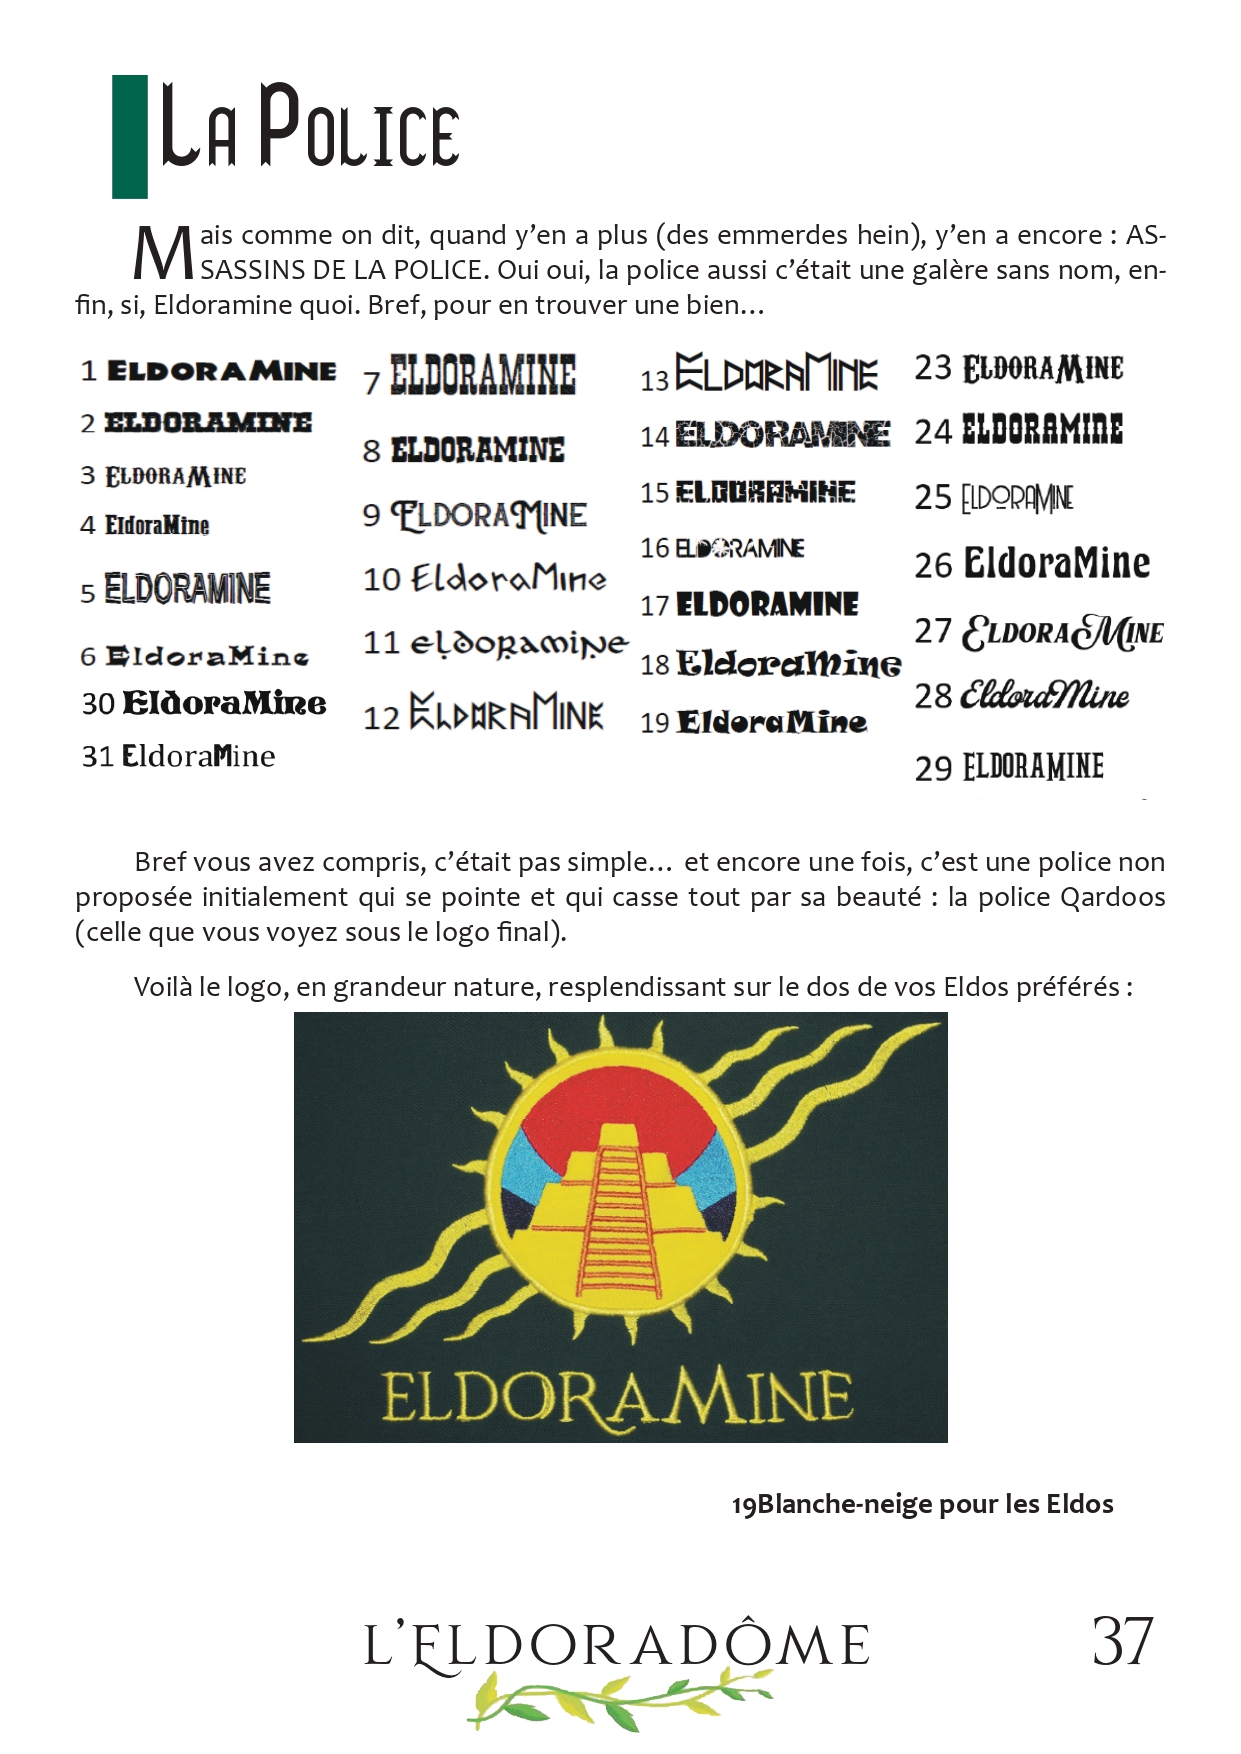 La Police
Mais comme on dit, quand y’en a plus (des emmerdes hein), y’en a encore : AS-
SASSINS DE LA POLICE. Oui oui, la police aussi c’était une galère sans nom, en-
fin, si, Eldoramine quoi. Bref, pour en trouver une bien…
1 EldoraMine
2 ELDORAMINE
3 EldoraMine
4 EldoraMine
5 ELDORAMINE
6 EldoraMine
30 EldoraMine
31 EldoraMine
7 ELDORAMINE
8 ELDORAMINE
9 EldoraMine
10 EldoraMine
11 eldoramine
12 EldoraMine
13 EldoraMine
14 ELDORAMINE
15 ELDORAMINE
16 ELDORAMINE
17 ELDORAMINE
18 EldoraMine
19 EldoraMine
23 EldoraMine
24 ELDORAMINE
25 EldoraMine
26 EldoraMine
27 EldoraMine
28 EldoraMine
29 EldoraMine
Bref vous avez compris, c’était pas simple… et encore une fois, c’est une police non
proposée initialement qui se pointe et qui casse tout par sa beauté : la police Qardoos
(celle que vous voyez sous le logo final).
Voilà le logo, en grandeur nature, resplendissant sur le dos de vos Eldos préférés :
ELDORAMINE
19Blanche-neige pour les Eldos
L’Eldoradôme
37